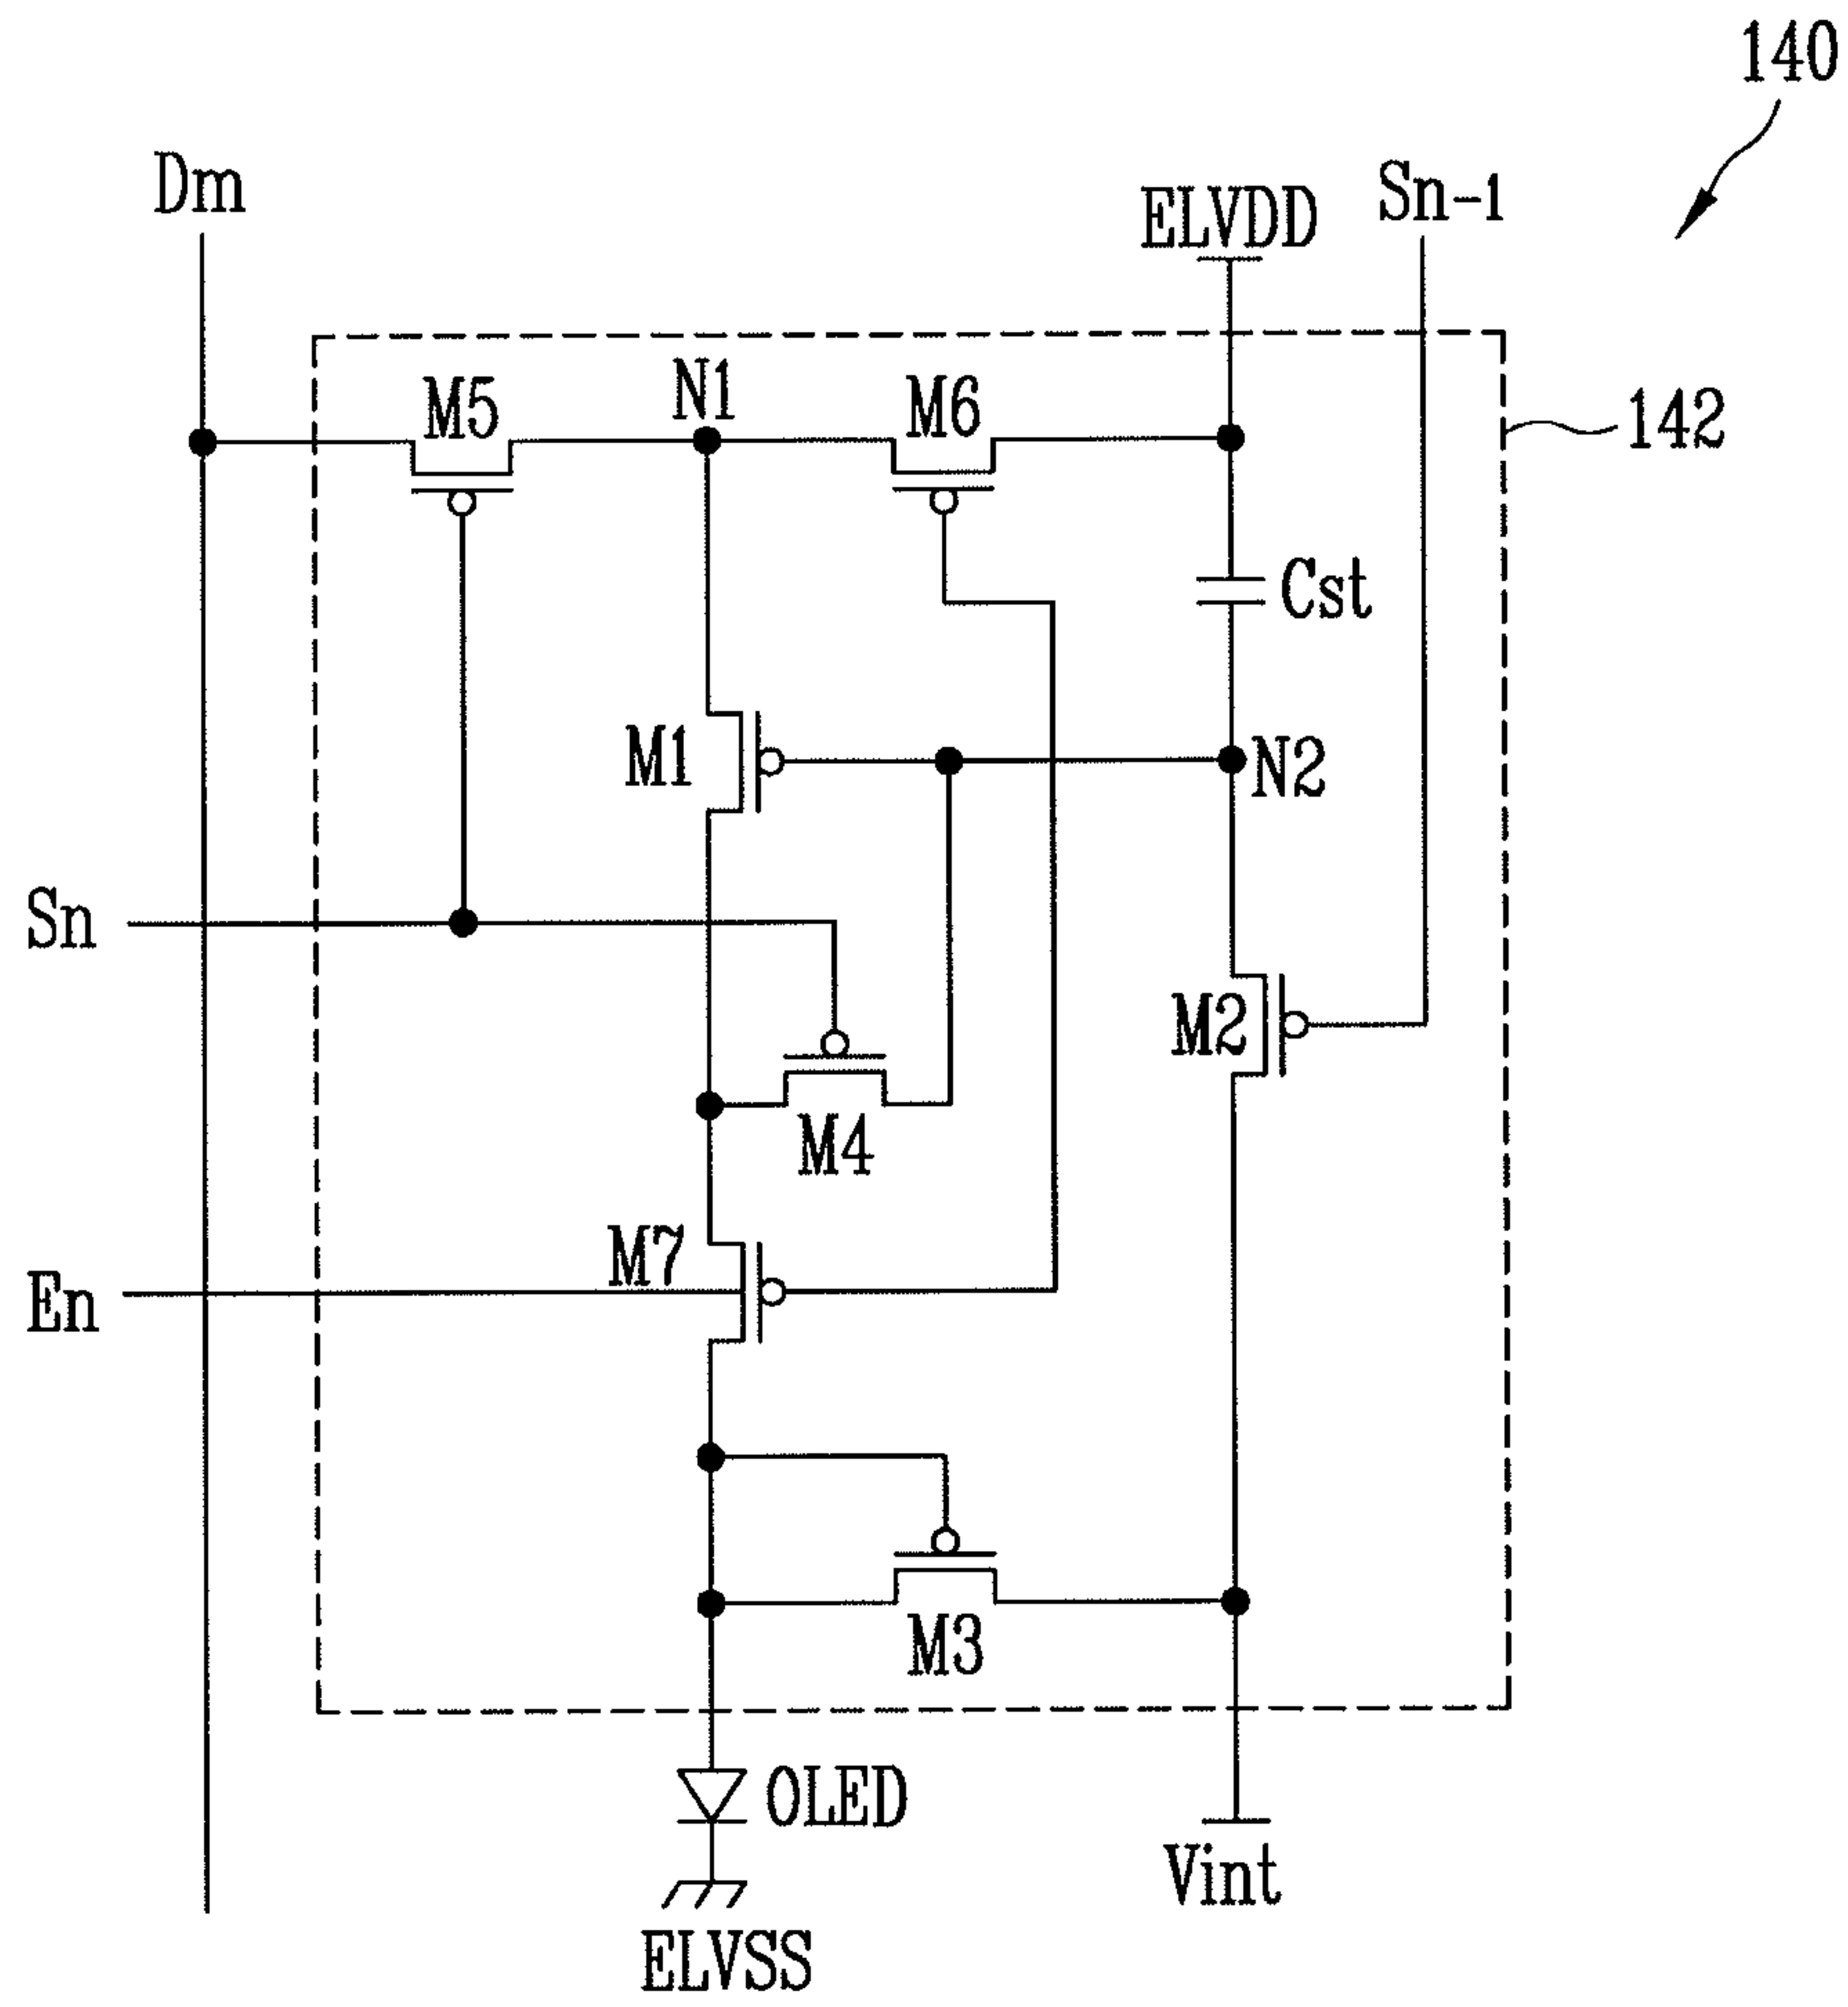 140
Dm
ELVDD
Sn-1
M5
N1
M6
142
Cst
M1
N2
Sn
M2
M4
M7
En
M3
OLED
Vint
ELVSS